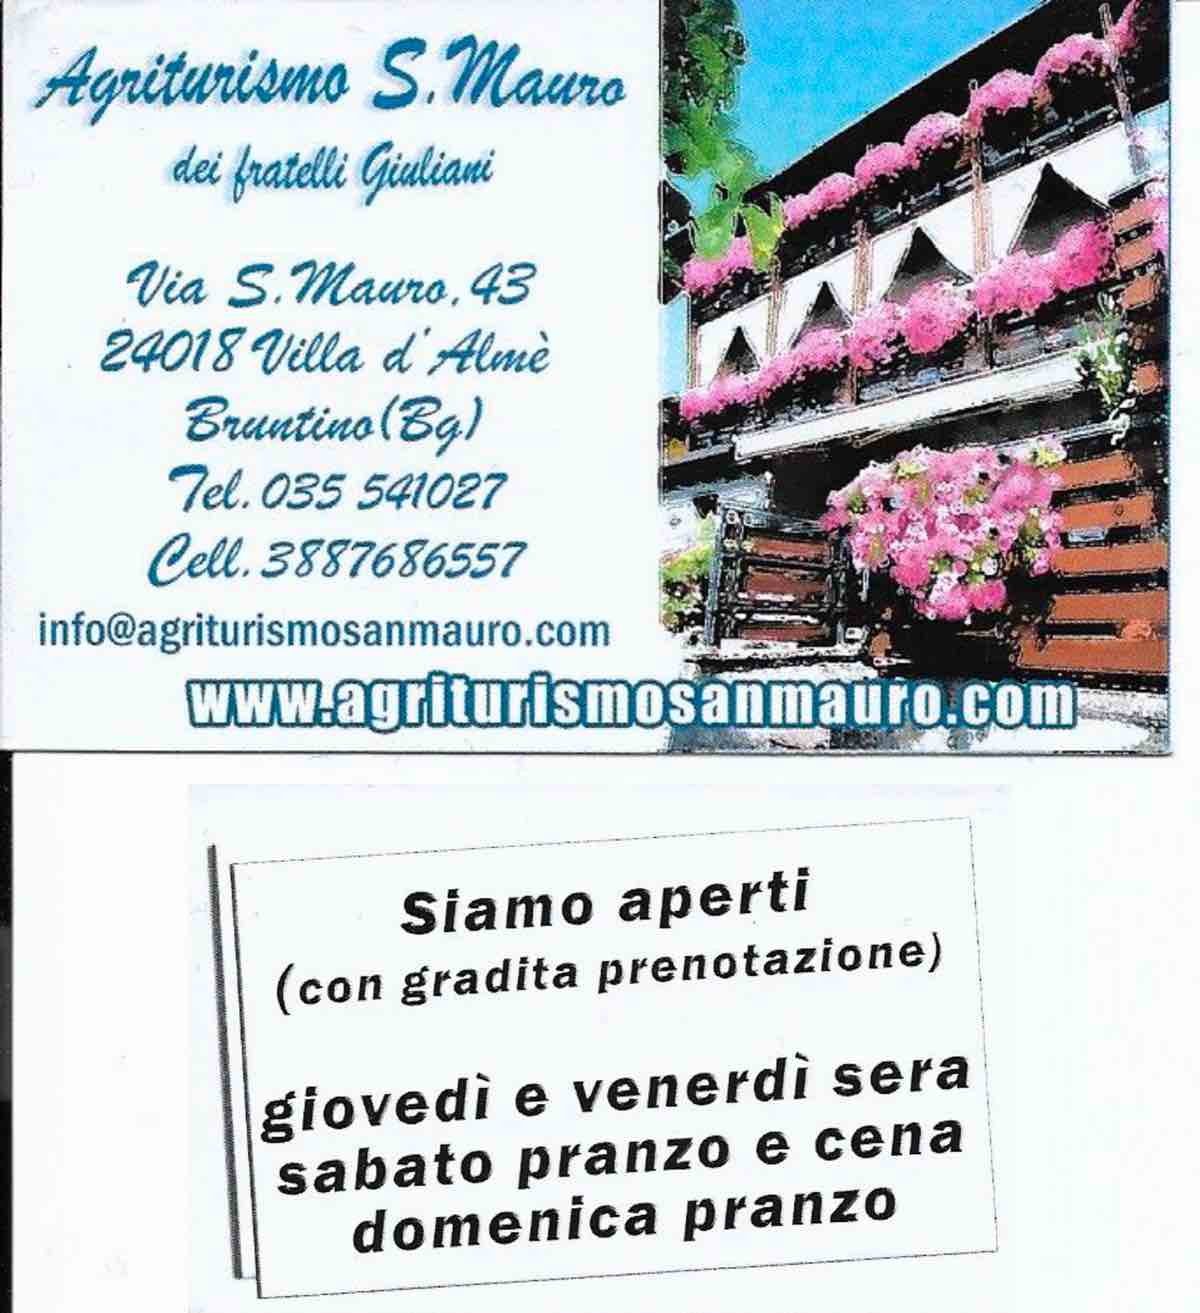 Agriturismo S. Mauro
dei fratelli Giuliani
Via S. Mauro, 43
24018 Villa d'Almè
Bruntino (Bg)
Tel. 035 541027
Cell. 3887686557
info@agriturismosanmauro.com
www.agriturismosanmauro.com
Siamo aperti
(con gradita prenotazione)
giovedì e venerdì sera
sabato pranzo e cena
domenica pranzo